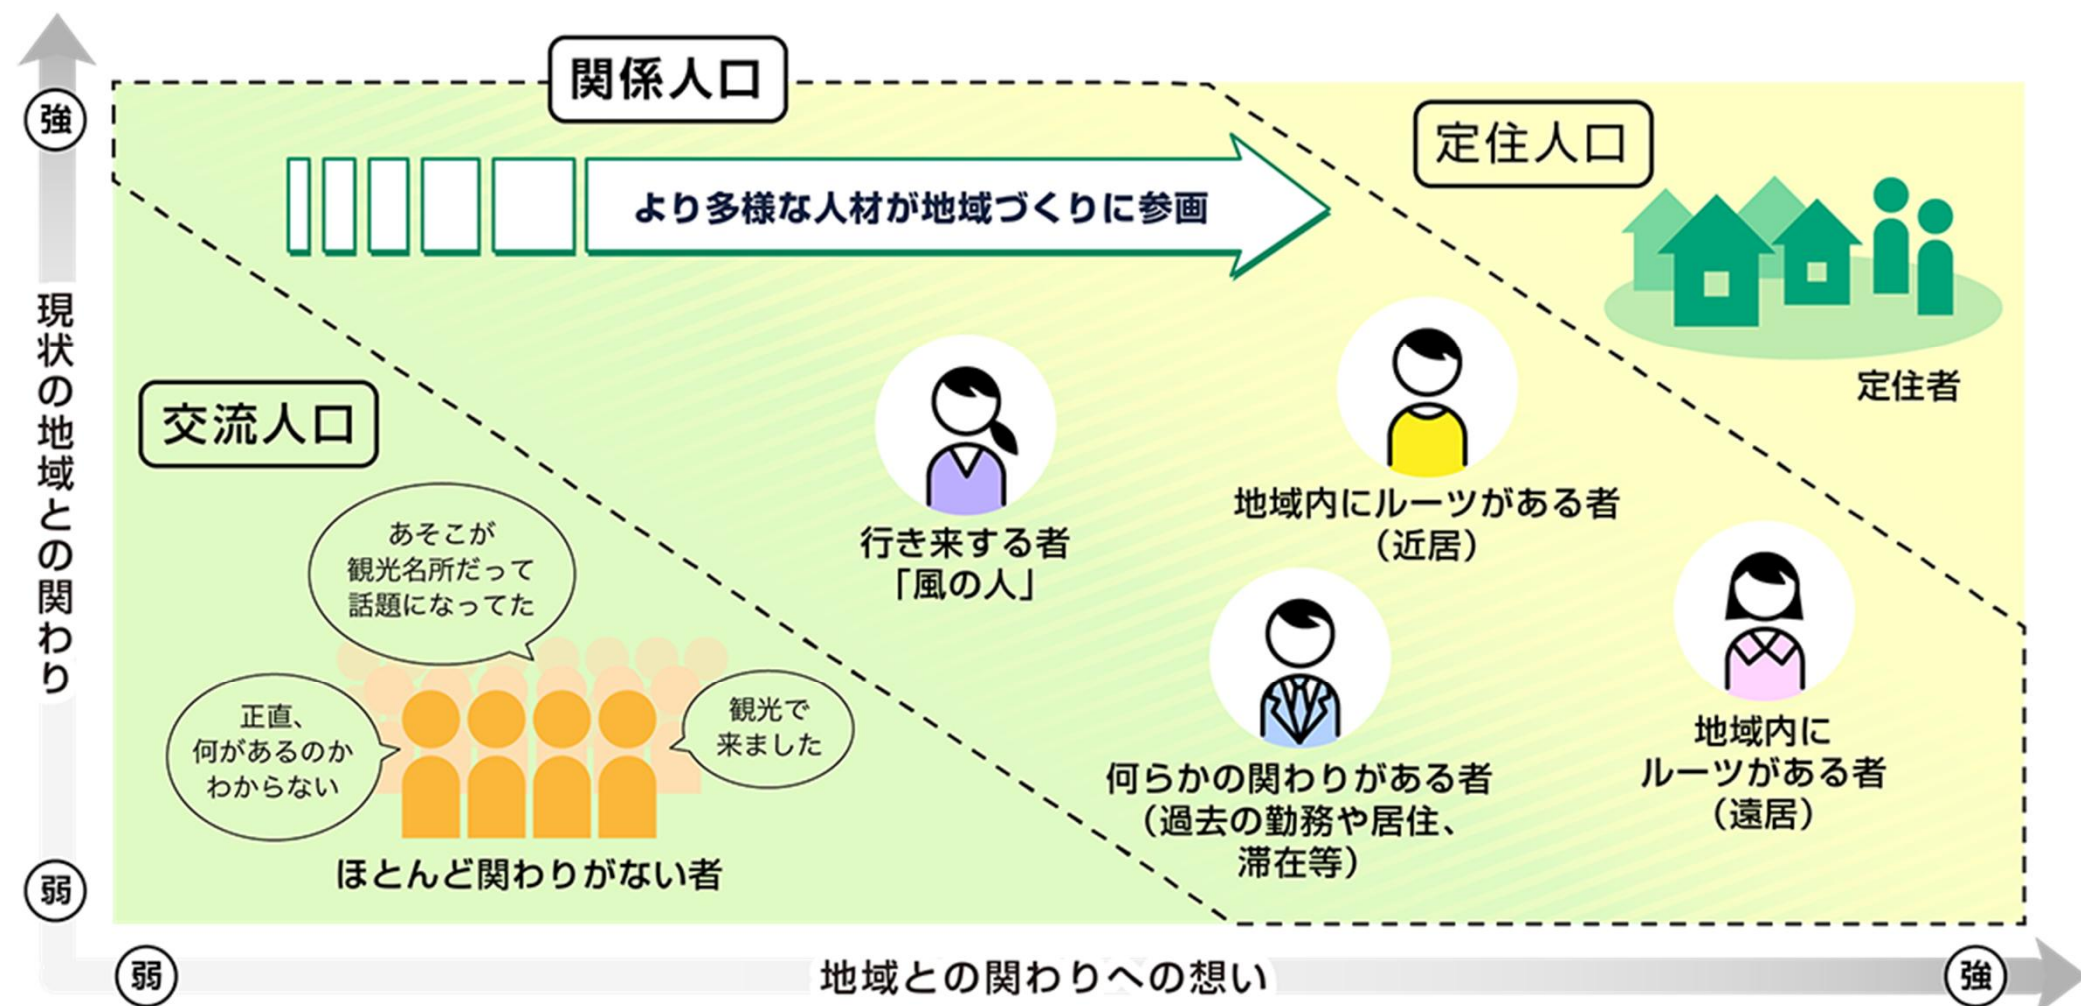 関係人口
強
定住人口
より多様な人材が地域づくりに参画
現状の地域との関わり
定住者
交流人口
地域内にルーツがある者
（近居）
行き来する者
「風の人」
あそこが
観光名所だって
話題になってた
正直、
何があるのか
わからない
観光で
来ました
地域内に
ルーツがある者
（遠居）
何らかの関わりがある者
（過去の勤務や居住、
滞在等）
ほとんど関わりがない者
弱
弱
地域との関わりへの想い
強